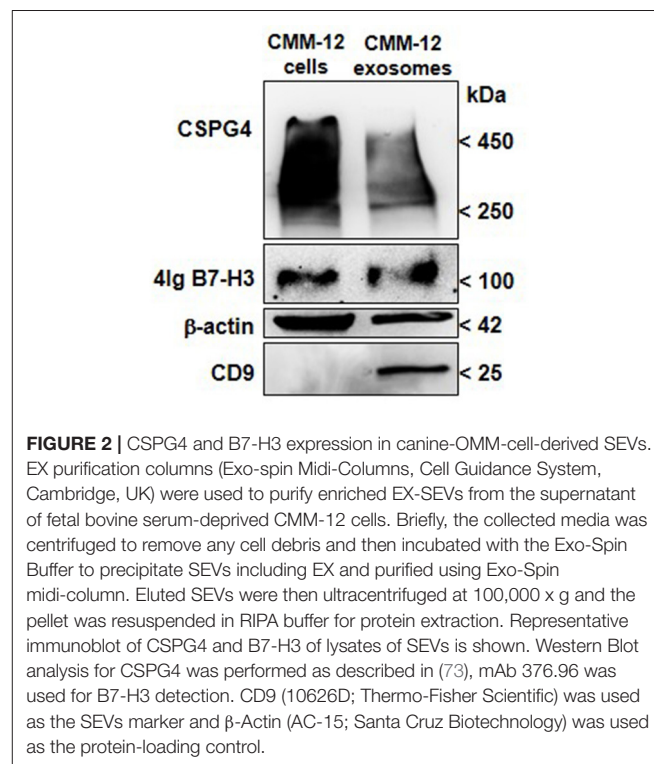 CMM-12 CMM-12
cells exosomes
kDa
CSPG4
< 450
< 250
4Ig B7-H3 < 100
β-actin < 42
CD9 < 25
FIGURE 2 | CSPG4 and B7-H3 expression in canine-OMM-cell-derived SEVs.
EX purification columns (Exo-spin Midi-Columns, Cell Guidance System,
Cambridge, UK) were used to purify enriched EX-SEVs from the supernatant
of fetal bovine serum-deprived CMM-12 cells. Briefly, the collected media was
centrifuged to remove any cell debris and then incubated with the Exo-Spin
Buffer to precipitate SEVs including EX and purified using Exo-Spin
midi-column. Eluted SEVs were then ultracentrifuged at 100,000 x g and the
pellet was resuspended in RIPA buffer for protein extraction. Representative
immunoblot of CSPG4 and B7-H3 of lysates of SEVs is shown. Western Blot
analysis for CSPG4 was performed as described in (73), mAb 376.96 was
used for B7-H3 detection. CD9 (10626D; Thermo-Fisher Scientific) was used
as the SEVs marker and β-Actin (AC-15; Santa Cruz Biotechnology) was used
as the protein-loading control.